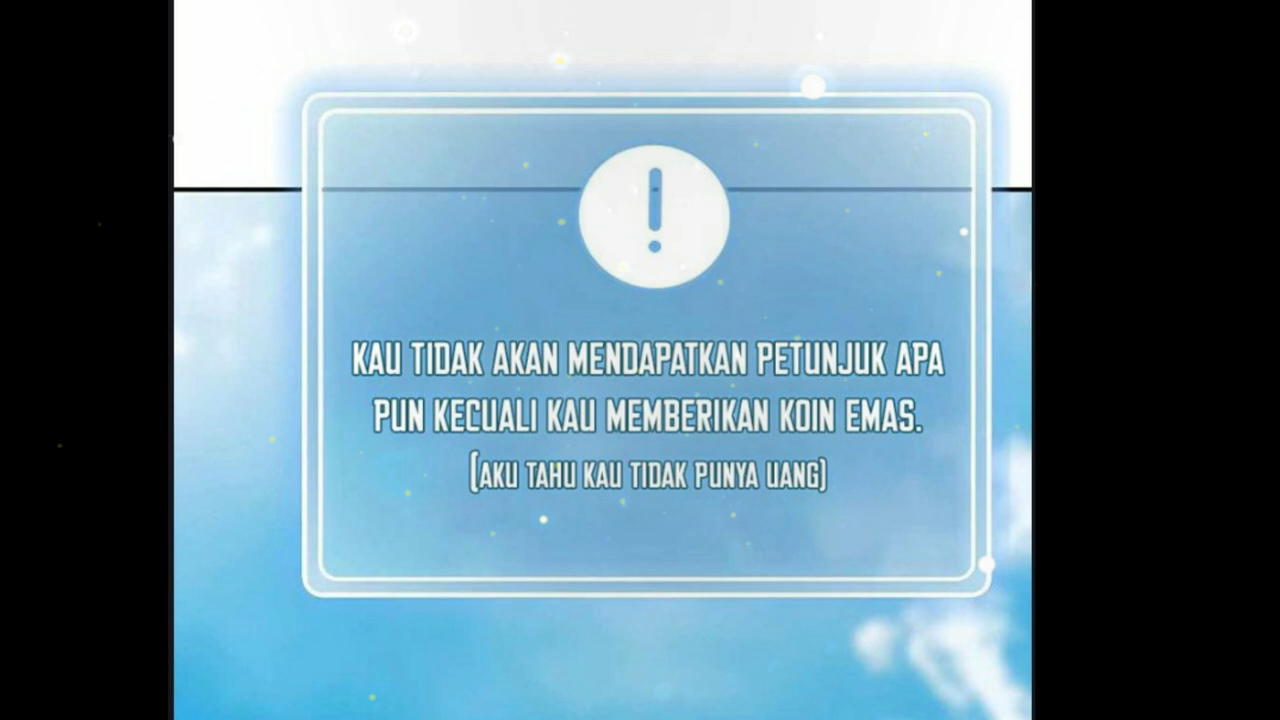 KAU TIDAK AKAN MENDAPATKAN PETUNJUK APA
PUN KECUALI KAU MEMBERIKAN KOIN EMAS.
(AKU TAHU KAU TIDAK PUNYA UANG)